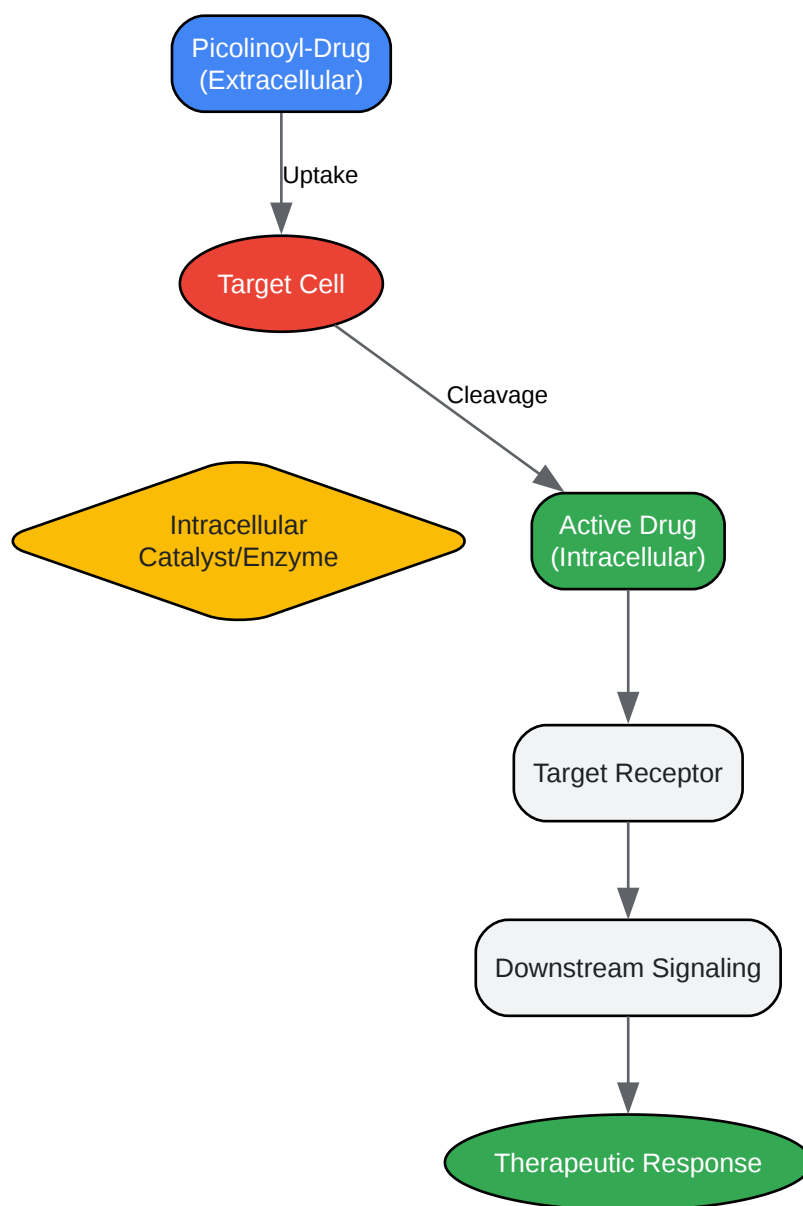 Picolinoyl-Drug
(Extracellular)
Uptake
Target Cell
Cleavage
Intracellular
Catalyst/Enzyme
Active Drug
(Intracellular)
Target Receptor
Downstream Signaling
Therapeutic Response